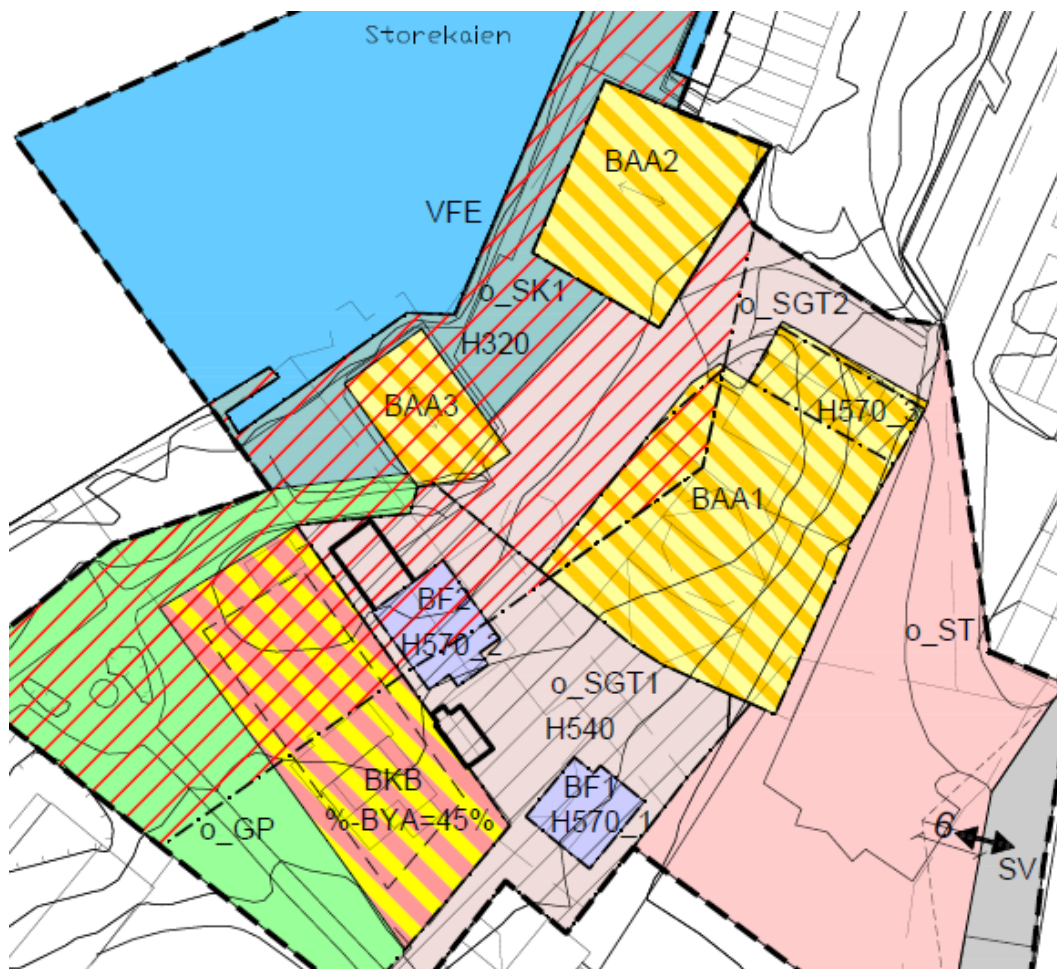 Storekaien
BAA2
VFE
o_SK1
o_SGT2
H320
BAA3
H570_3
BAA1
BF2
H570_2
o_ST
o_SGT1
H540
BKB
%-BYA=45%
BF1
H570_1
o_GP
6
SV